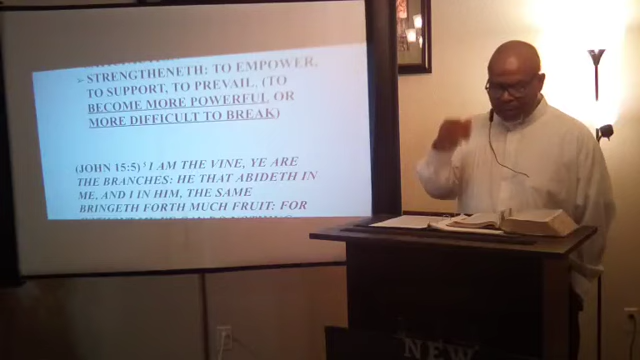 ➢ STRENGTHENETH: TO EMPOWER,
TO SUPPORT, TO PREVAIL, (TO
BECOME MORE POWERFUL OR
MORE DIFFICULT TO BREAK)
(JOHN 15:5) ⁵ I AM THE VINE, YE ARE
THE BRANCHES: HE THAT ABIDETH IN
ME, AND I IN HIM, THE SAME
BRINGETH FORTH MUCH FRUIT: FOR
NEW